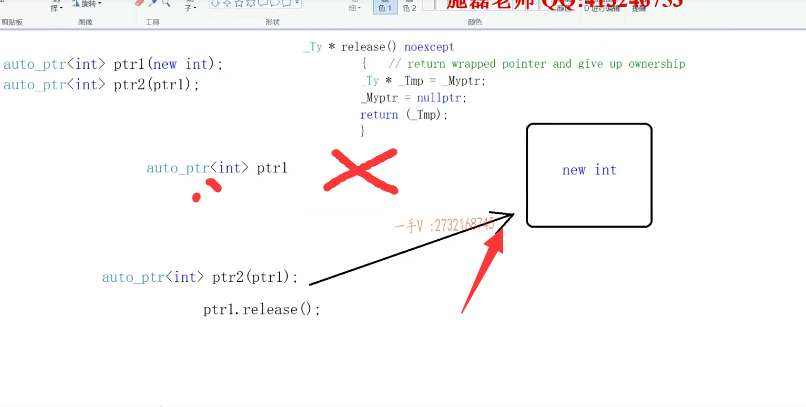 旋转
色 1
色 2
施磊老师 QQ:413246753
剪贴板
图像
工具
形状
颜色
auto_ptr<int> ptr1(new int);
auto_ptr<int> ptr2(ptr1);
_Ty * release() noexcept
{ // return wrapped pointer and give up ownership
_Ty * _Tmp = _Myptr;
_Myptr = nullptr;
return (_Tmp);
}
auto_ptr<int> ptr1
new int
一手V :2732168745
auto_ptr<int> ptr2(ptr1);
ptr1.release();